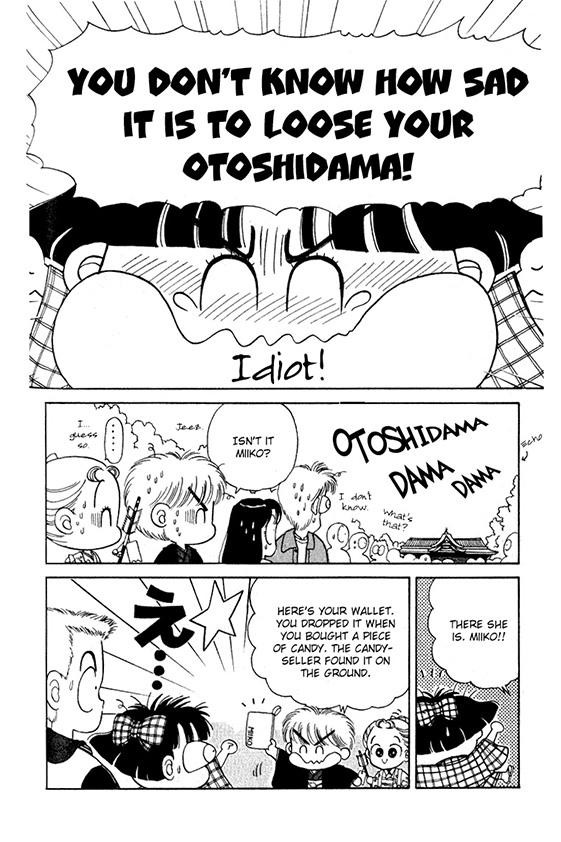 YOU DON'T KNOW HOW SAD
IT IS TO LOOSE YOUR
OTOSHIDAMA!
Idiot!
OTOSHIDAMA
DAMA
DAMA
Echo
What's
that?
I dont
know.
ISN'T IT
MIIKO?
Jeez.
I...
guess
so.
THERE SHE
IS. MIIKO!!
HERE'S YOUR WALLET.
YOU DROPPED IT WHEN
YOU BOUGHT A PIECE
OF CANDY. THE CANDY-
SELLER FOUND IT ON
THE GROUND.
MIIKO
え...